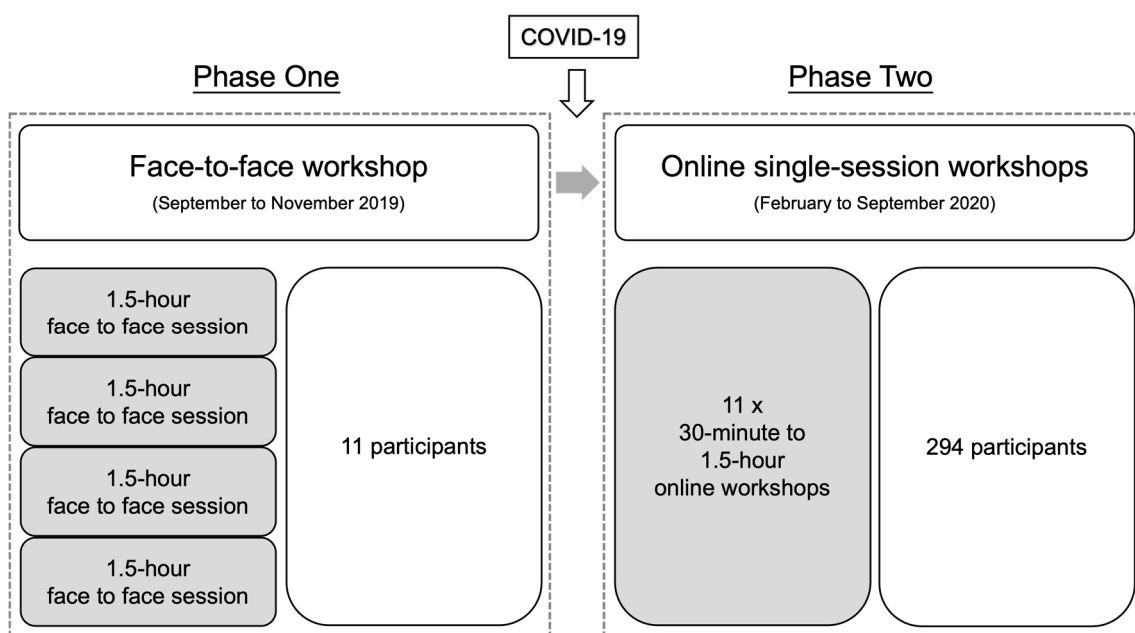 COVID-19
Phase One
Face-to-face workshop
(September to November 2019)
1.5-hour
face to face session
1.5-hour
face to face session
1.5-hour
face to face session
1.5-hour
face to face session
11 participants
Phase Two
Online single-session workshops
(February to September 2020)
11 x
30-minute to
1.5-hour
online workshops
294 participants